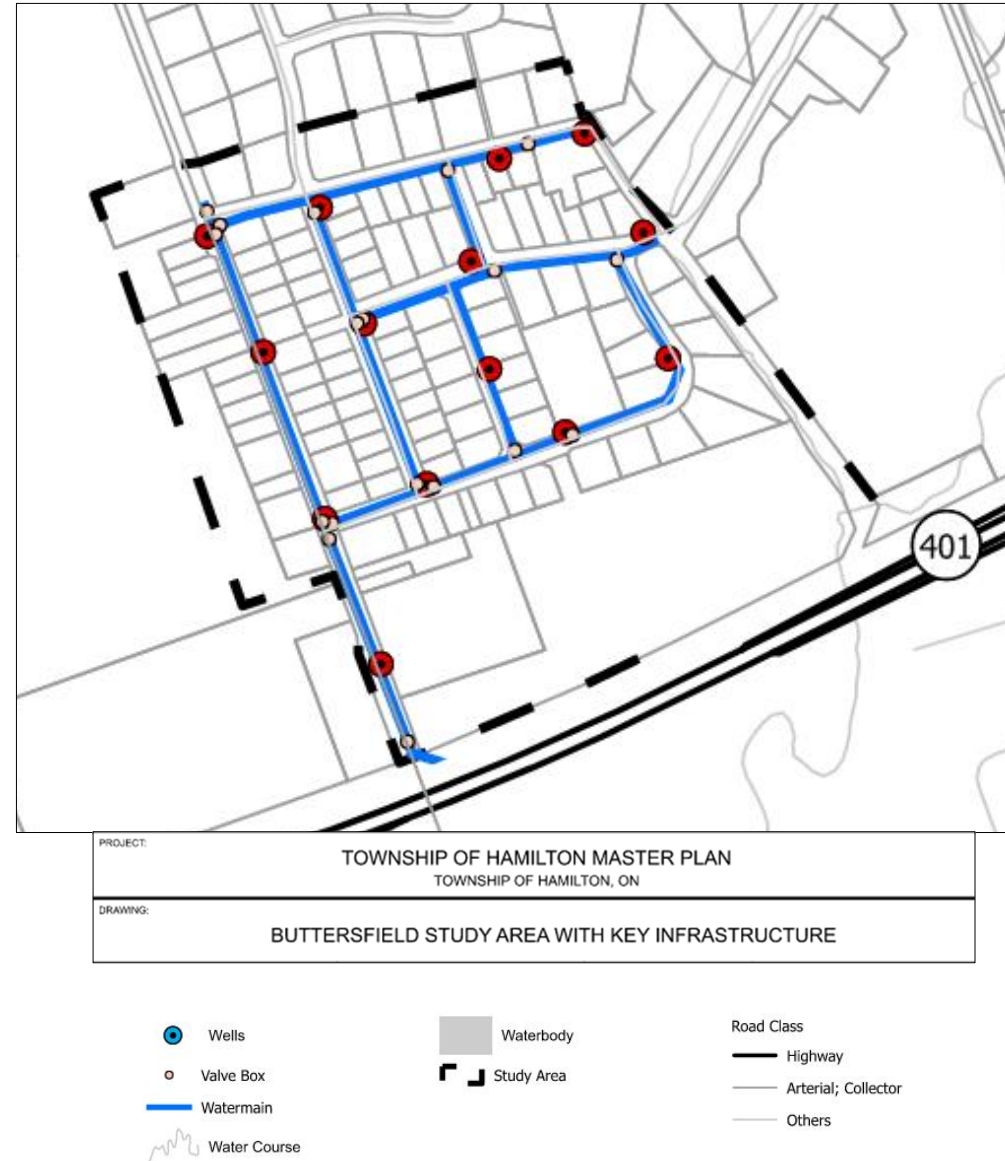 401
PROJECT:
TOWNSHIP OF HAMILTON MASTER PLAN
TOWNSHIP OF HAMILTON, ON
DRAWING:
BUTTERSFIELD STUDY AREA WITH KEY INFRASTRUCTURE
Wells
Valve Box
Watermain
Water Course
Waterbody
Study Area
Road Class
Highway
Arterial; Collector
Others